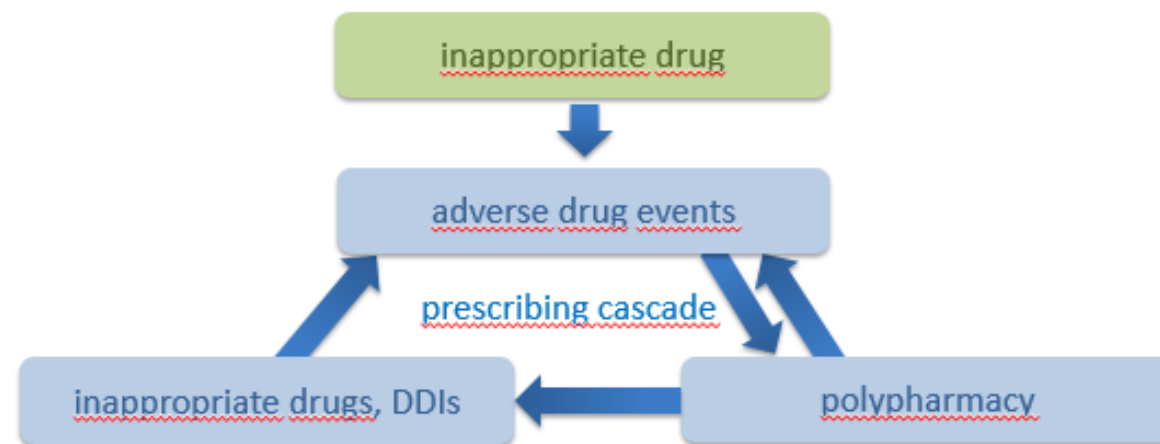 inappropriate drug
adverse drug events
prescribing cascade
inappropriate drugs, DDIs
polypharmacy